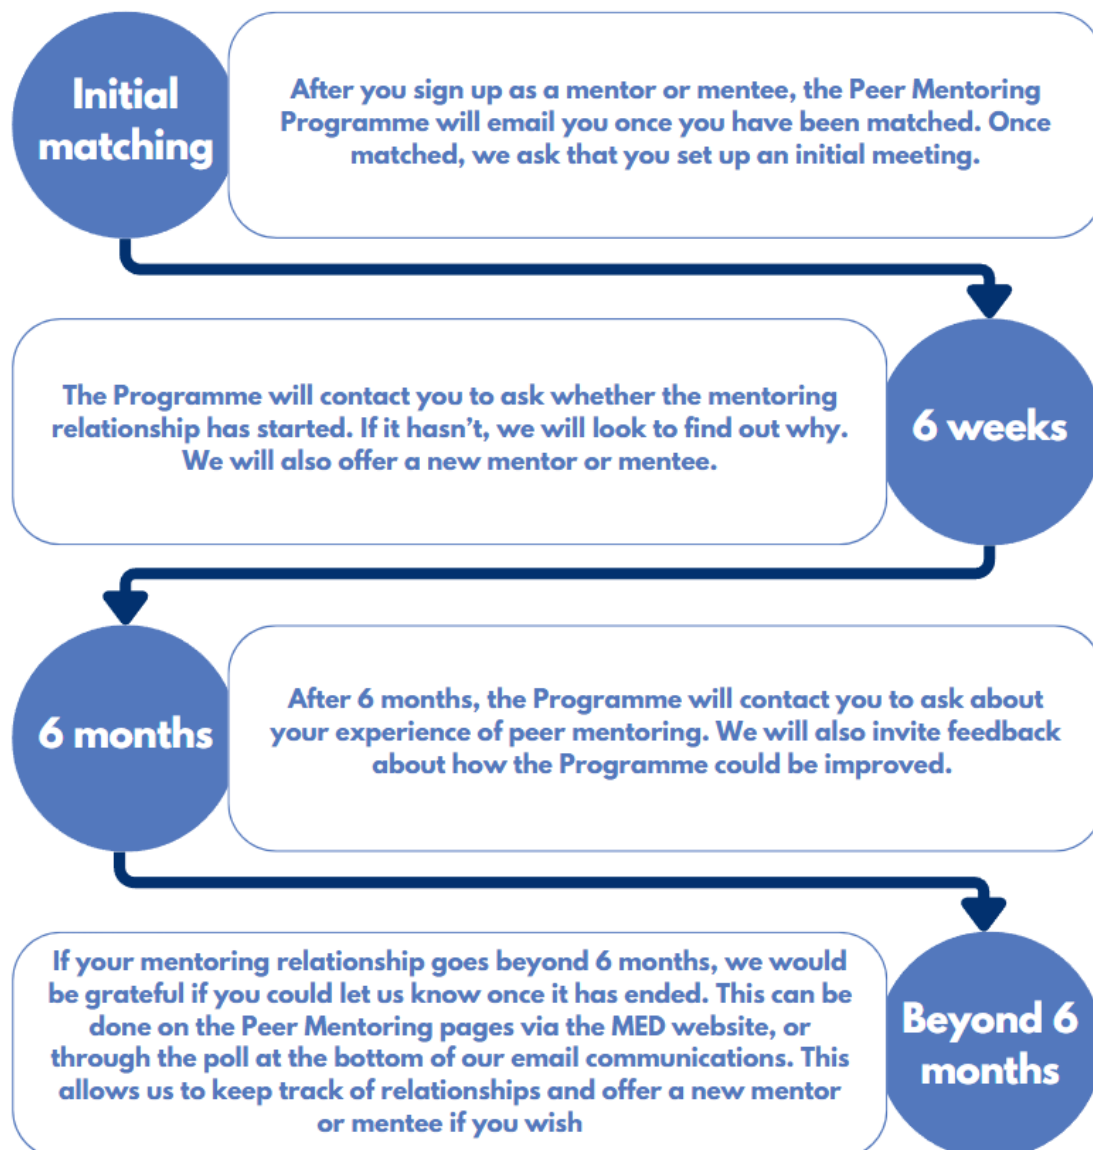 Initial
matching
After you sign up as a mentor or mentee, the Peer Mentoring
Programme will email you once you have been matched. Once
matched, we ask that you set up an initial meeting.
The Programme will contact you to ask whether the mentoring
relationship has started. If it hasn’t, we will look to find out why.
We will also offer a new mentor or mentee.
6 weeks
6 months
After 6 months, the Programme will contact you to ask about
your experience of peer mentoring. We will also invite feedback
about how the Programme could be improved.
If your mentoring relationship goes beyond 6 months, we would
be grateful if you could let us know once it has ended. This can be
done on the Peer Mentoring pages via the MED website, or
through the poll at the bottom of our email communications. This
allows us to keep track of relationships and offer a new mentor
or mentee if you wish
Beyond 6
months